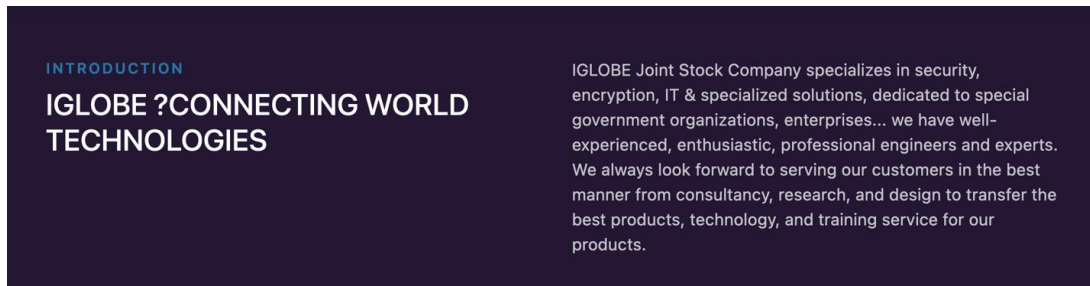 INTRODUCTION
IGLOBE ?CONNECTING WORLD
TECHNOLOGIES
IGLOBE Joint Stock Company specializes in security,
encryption, IT & specialized solutions, dedicated to special
government organizations, enterprises... we have well-
experienced, enthusiastic, professional engineers and experts.
We always look forward to serving our customers in the best
manner from consultancy, research, and design to transfer the
best products, technology, and training service for our
products.